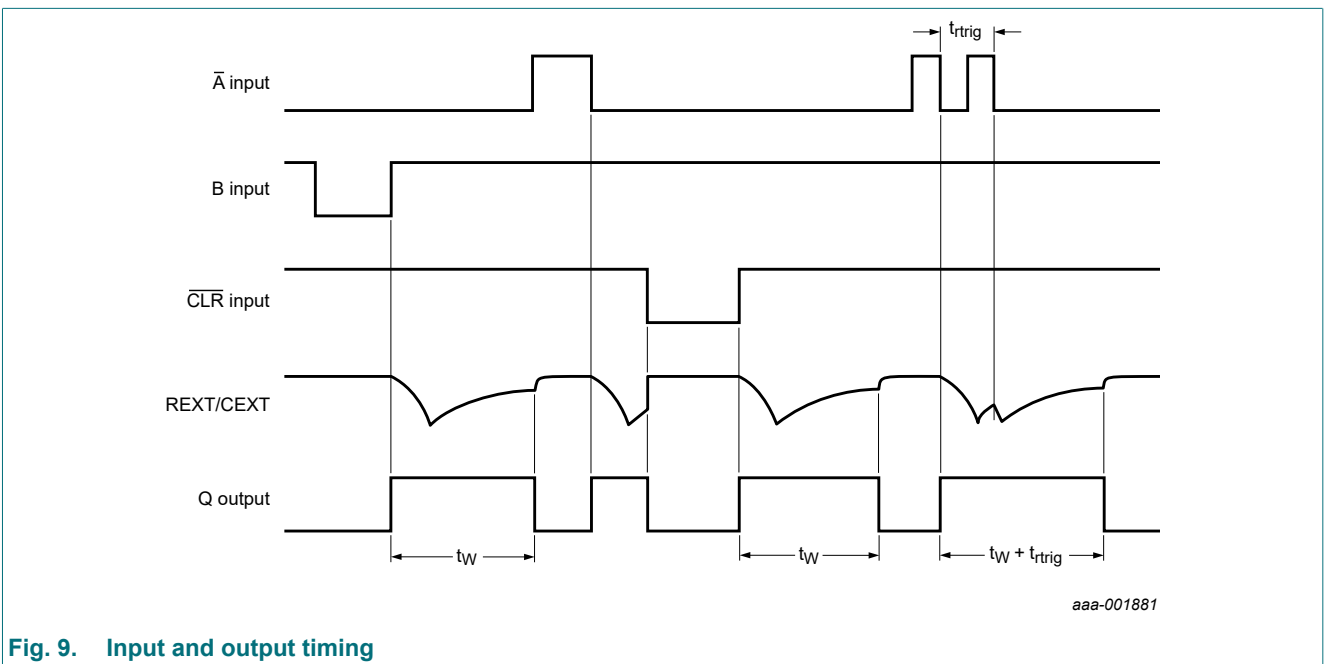 t_rtrig
A̅ input
B input
C̅L̅R̅ input
REXT/CEXT
Q output
t_W
t_W
t_W + t_rtrig
aaa-001881
Fig. 9. Input and output timing